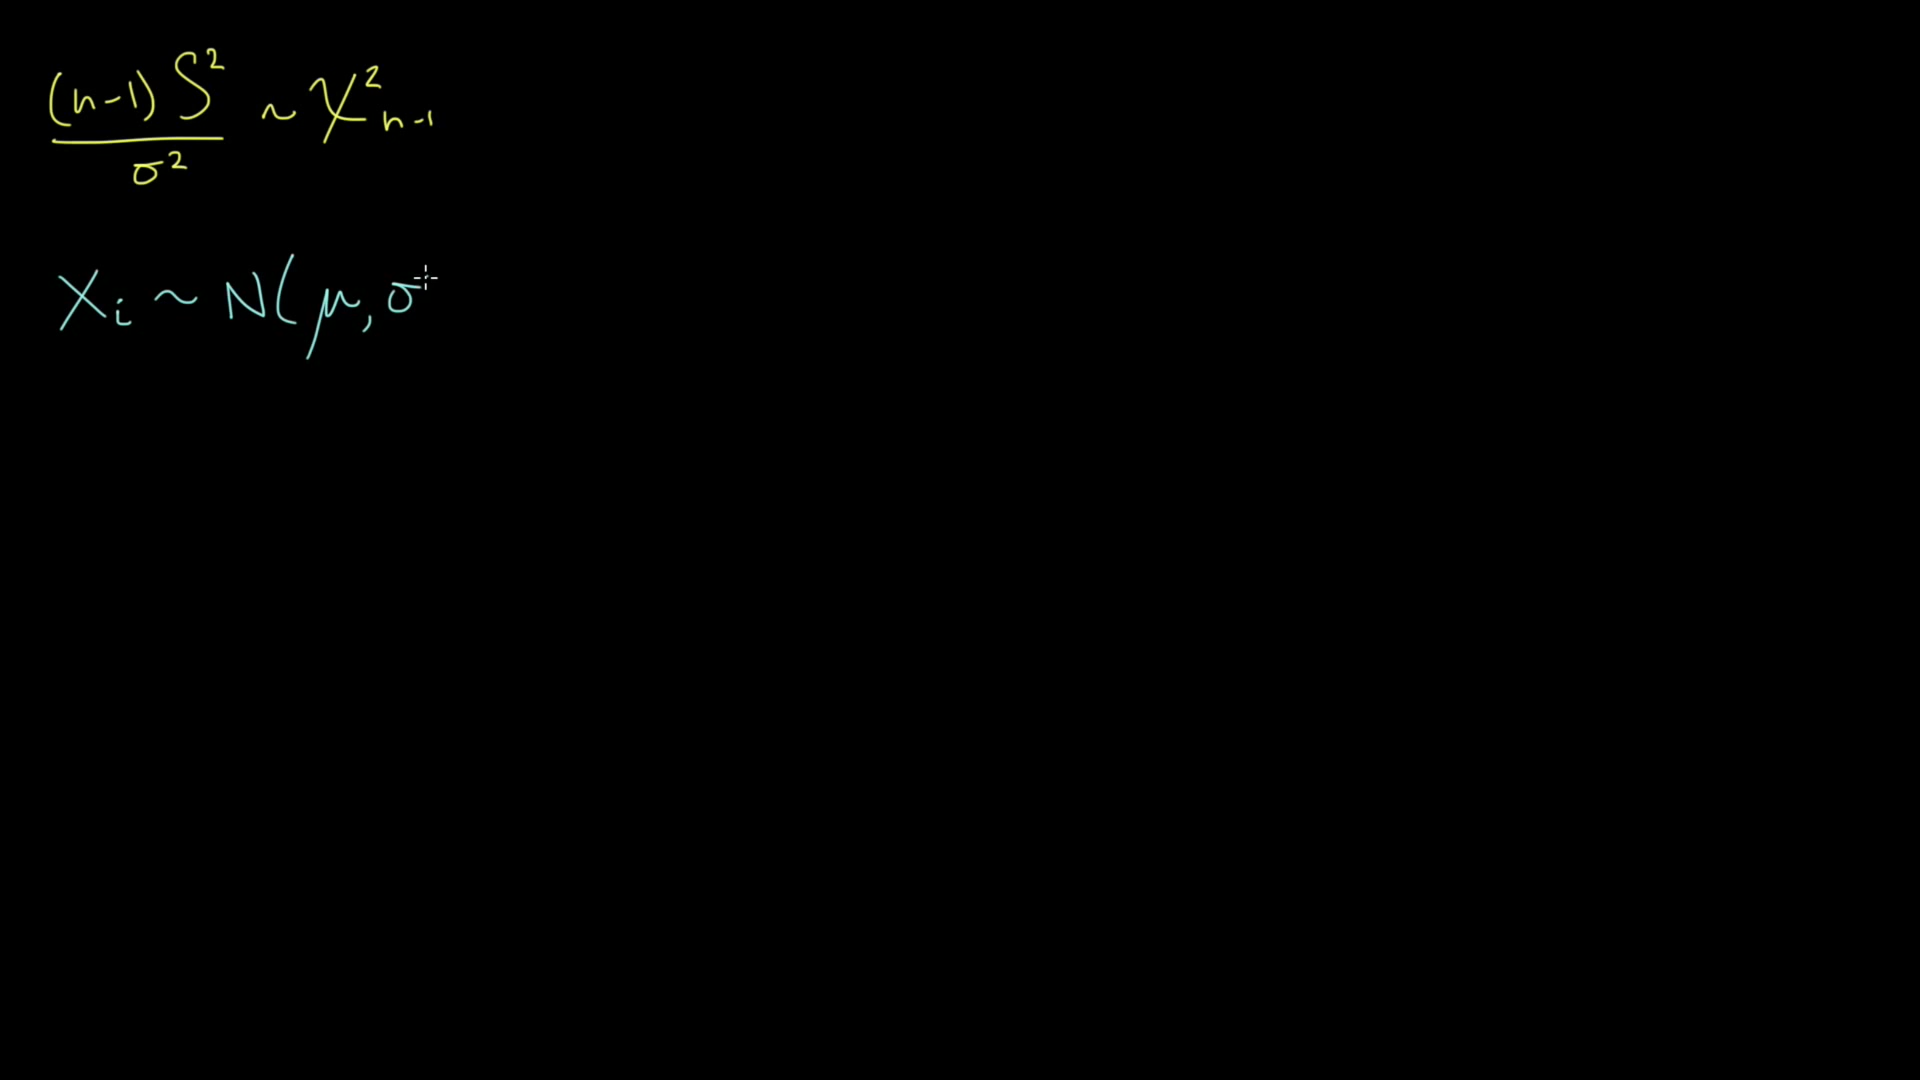 (n-1) S² / σ² ~ χ²ₙ₋₁
Xᵢ ~ N(μ, σ